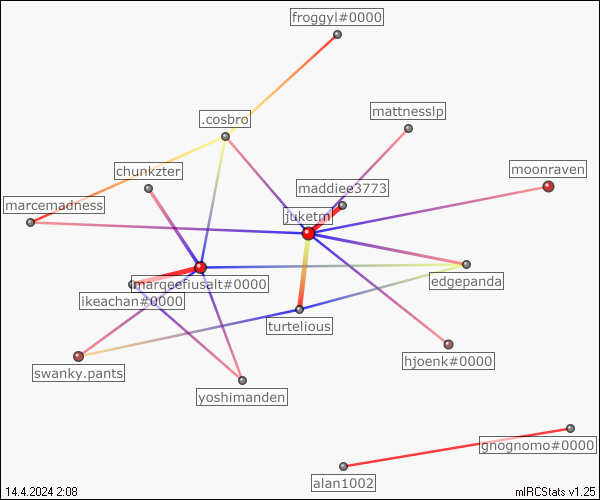 froggyl#0000
.cosbro
mattnesslp
chunkzter
moonraven
maddiee3773
marcemadness
juketm
marqeefiusalt#0000
edgepanda
ikeachan#0000
turtelious
hjoenk#0000
swanky.pants
yoshimanden
gnognomo#0000
alan1002
14.4.2024 2:08
mIRCStats v1.25